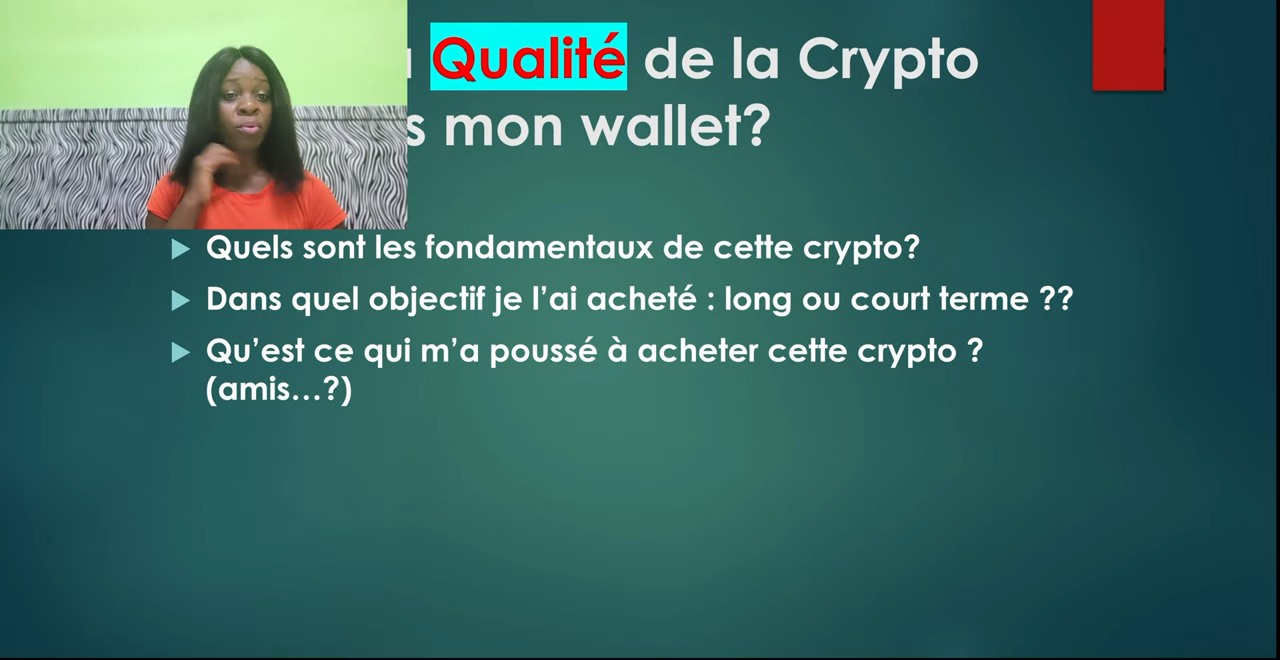 Qualité de la Crypto
mon wallet?
Quels sont les fondamentaux de cette crypto?
Dans quel objectif je l’ai acheté : long ou court terme ??
Qu’est ce qui m’a poussé à acheter cette crypto ?
(amis…?)